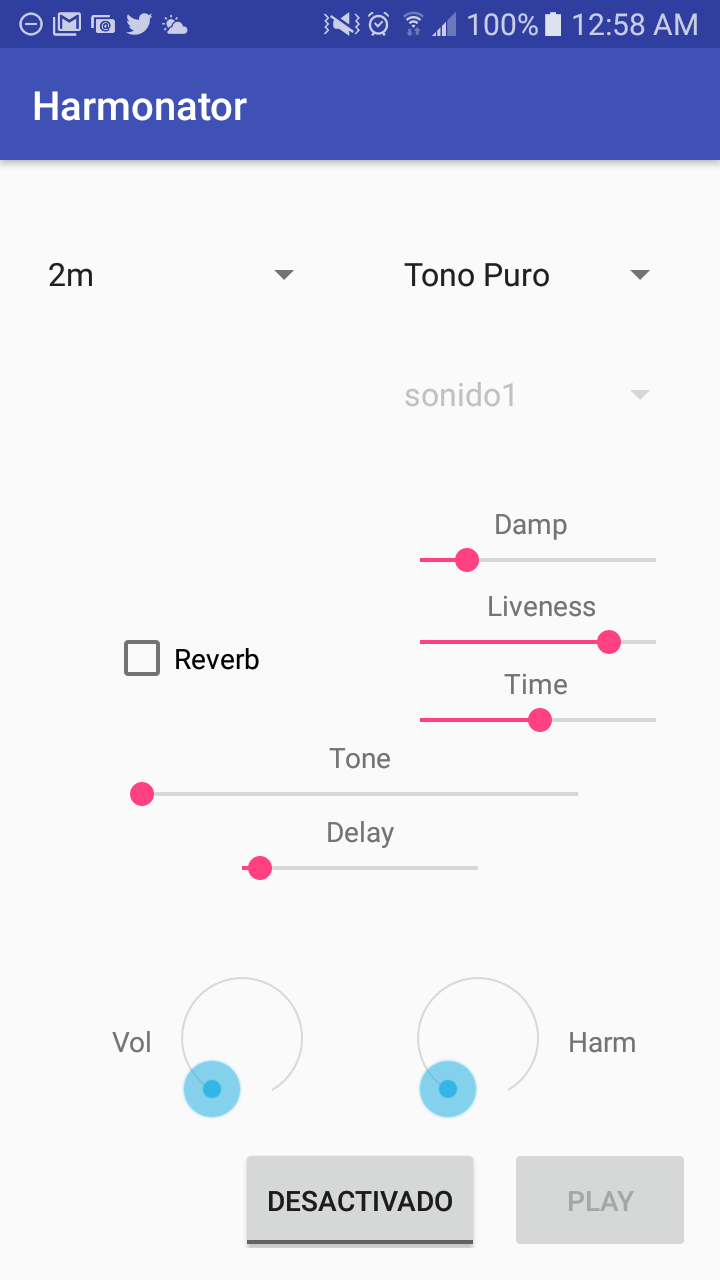 100% 12:58 AM
Harmonator
2m
Tono Puro
sonido1
Damp
Liveness
Reverb
Time
Tone
Delay
Vol
Harm
DESACTIVADO
PLAY